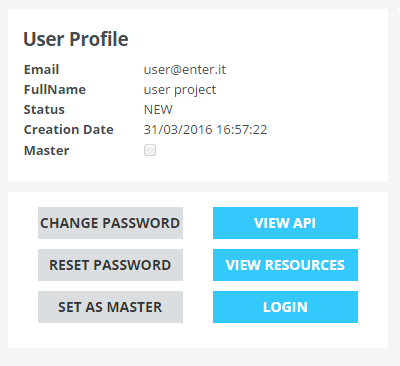 User Profile
Email user@enter.it
FullName user project
Status NEW
Creation Date 31/03/2016 16:57:22
Master
CHANGE PASSWORD VIEW API
RESET PASSWORD VIEW RESOURCES
SET AS MASTER LOGIN